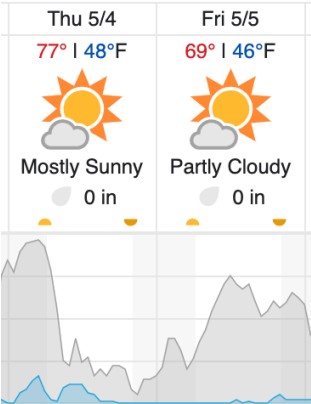 Thu 5/4 Fri 5/5
77° | 48°F 69° | 46°F
Mostly Sunny Partly Cloudy
0 in 0 in